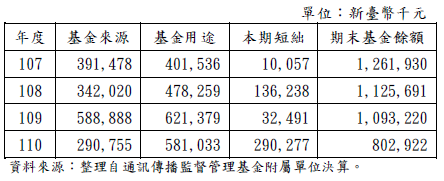 單位：新臺幣千元
年度 基金來源 基金用途 本期短絀 期末基金餘額
107 391,478 401,536 10,057 1,261,930
108 342,020 478,259 136,238 1,125,691
109 588,888 621,379 32,491 1,093,220
110 290,755 581,033 290,277 802,922
資料來源：整理自通訊傳播監督管理基金附屬單位決算。